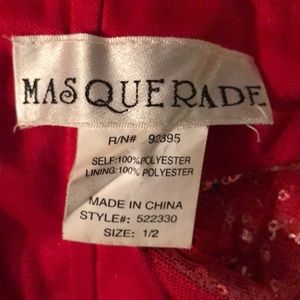 MASQUERADE
R/N# 92395
SELF:100%POLYESTER
LINING:100% POLYESTER
MADE IN CHINA
STYLE#: 522330
SIZE: 1/2